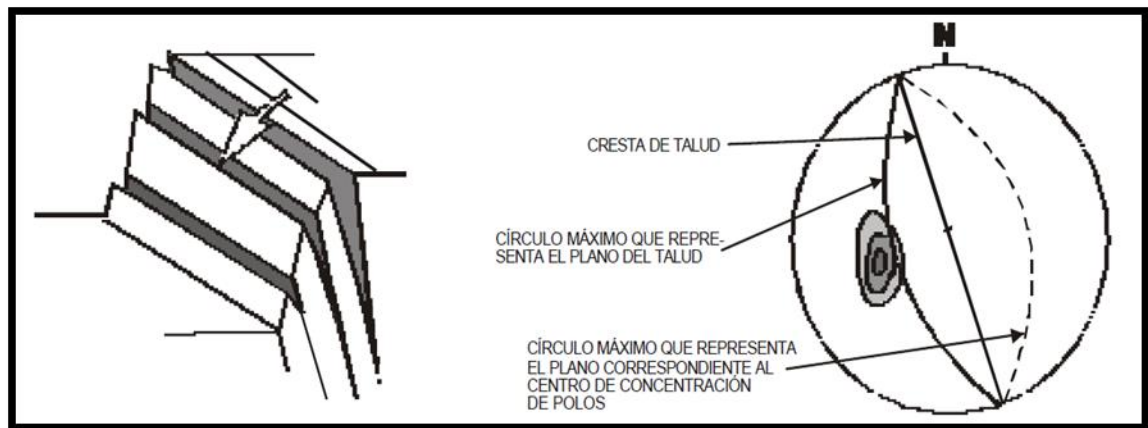 N
CRESTA DE TALUD
CÍRCULO MÁXIMO QUE REPRE-
SENTA EL PLANO DEL TALUD
CÍRCULO MÁXIMO QUE REPRESENTA
EL PLANO CORRESPONDIENTE AL
CENTRO DE CONCENTRACIÓN
DE POLOS